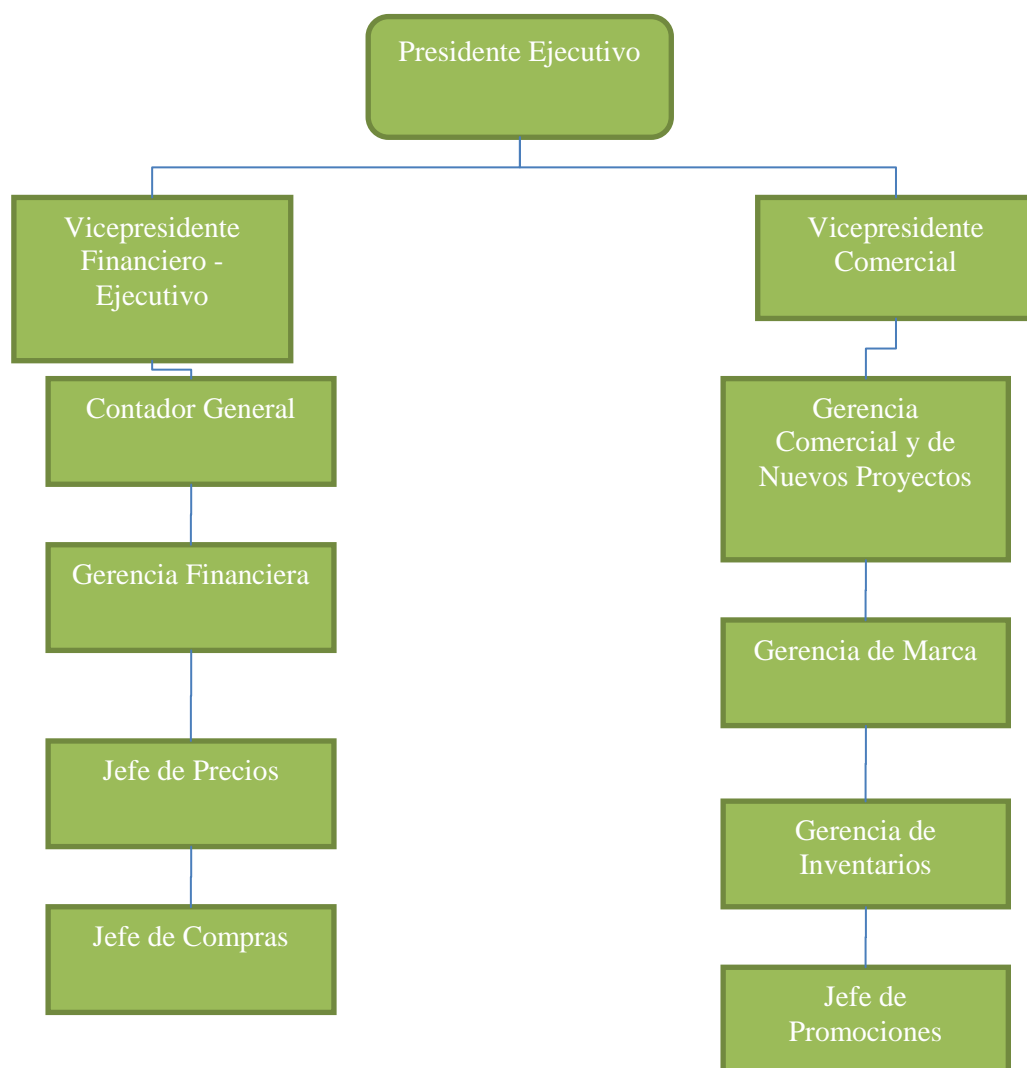 Presidente Ejecutivo
Vicepresidente
Financiero -
Ejecutivo
Vicepresidente
Comercial
Contador General
Gerencia
Comercial y de
Nuevos Proyectos
Gerencia Financiera
Gerencia de Marca
Jefe de Precios
Gerencia de
Inventarios
Jefe de Compras
Jefe de
Promociones